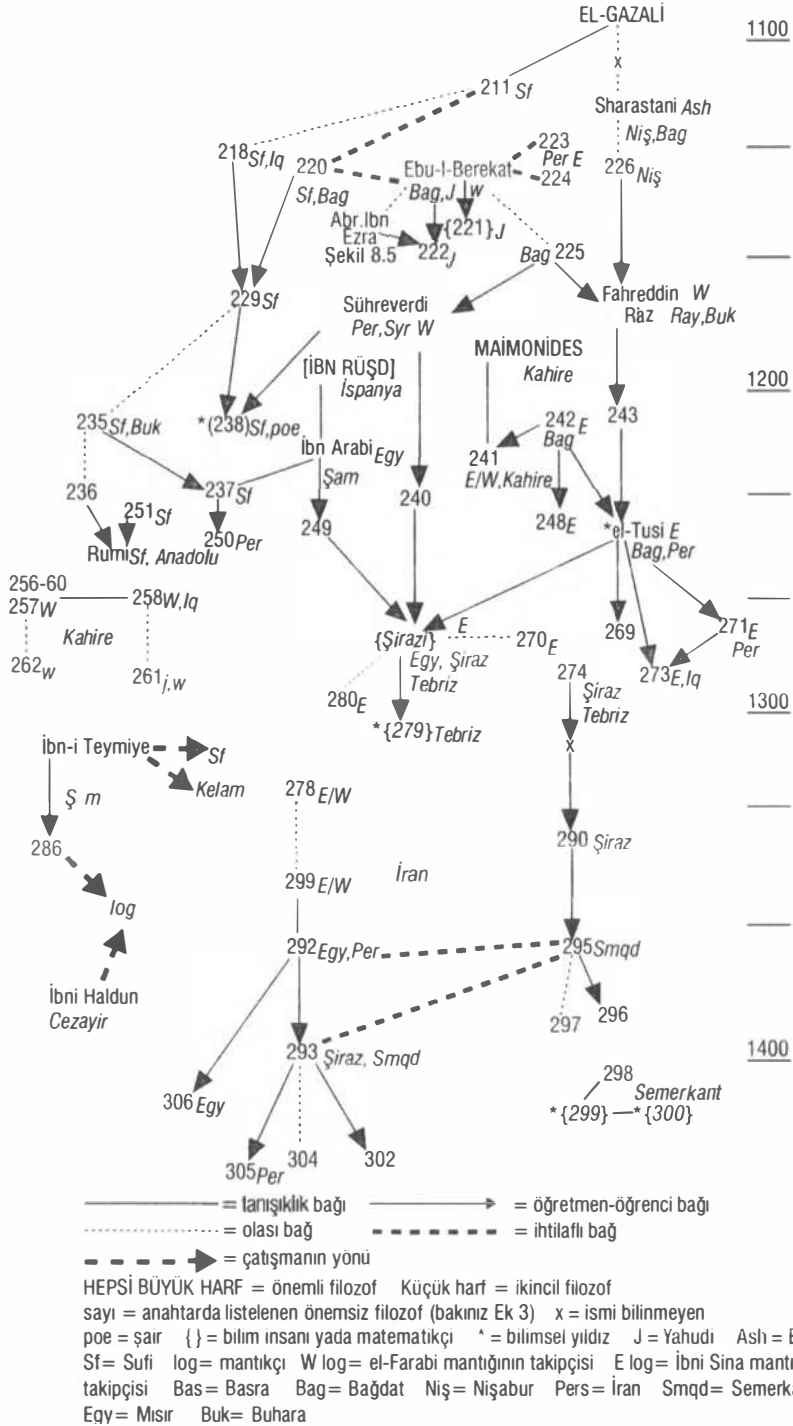 EL-GAZALİ
1100
x
211 Sf
Sharastani Ash
Niş,Bag
223
Per E
224
218 Sf,Iq
220
Sf,Bag
Ebu-l-Berekat
Bag,J w
226 Niş
Abr.Ibn
Ezra
Şekil 8.5
{221} J
222 J
Bag 225
229 Sf
Sühreverdi
Per,Syr W
Fahreddin W
Raz Ray,Buk
[İBN RÜŞD]
İspanya
MAIMONIDES
Kahire
1200
235 Sf,Buk
*(238) Sf,poe
242 E
Bag
243
İbn Arabi Egy
Şam
241
E/W,Kahire
236
237 Sf
240
251 Sf
250 Per
249
248 E
*el-Tusi E
Bag,Per
Rumi Sf, Anadolu
256-60
257 W
258 W,Iq
Kahire
262 w
261 j,w
{Şirazi} E
Egy, Şiraz
Tebriz
270 E
269
271 E
Per
273 E,Iq
274
Şiraz
Tebriz
280 E
*{279} Tebriz
1300
x
İbn-i Teymiye
Sf
Kelam
Ş m
278 E/W
286
290 Şiraz
299 E/W
İran
log
292 Egy,Per
295 Smqd
İbni Haldun
Cezayir
297
296
293 Şiraz, Smqd
1400
298
Semerkant
*{299}
*{300}
306 Egy
305 Per
304
302
= tanışıklık bağı
= öğretmen-öğrenci bağı
= olası bağ
= ihtilaflı bağ
= çatışmanın yönü
HEPSİ BÜYÜK HARF = önemli filozof Küçük harf = ikincil filozof
sayı = anahtarda listelenen önemsiz filozof (bakınız Ek 3) x = ismi bilinmeyen
poe = şair { } = bilim insanı yada matematikçi * = bilimsel yıldız J = Yahudi Ash =
Sf= Sufi log= mantıkçı W log= el-Farabi mantığının takipçisi E log= İbni Sina
takipçisi Bas= Basra Bag= Bağdat Niş= Nişabur Pers= İran Smqd=
Egy= Mısır Buk= Buhara